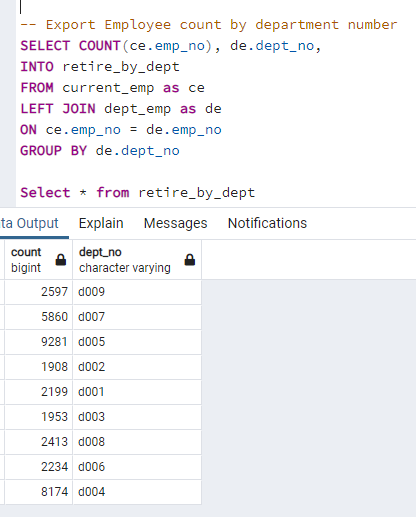 -- Export Employee count by department number
SELECT COUNT(ce.emp_no), de.dept_no,
INTO retire_by_dept
FROM current_emp as ce
LEFT JOIN dept_emp as de
ON ce.emp_no = de.emp_no
GROUP BY de.dept_no
Select * from retire_by_dept
ta Output Explain Messages Notifications
count dept_no
bigint character varying
2597 d009
5860 d007
9281 d005
1908 d002
2199 d001
1953 d003
2413 d008
2234 d006
8174 d004